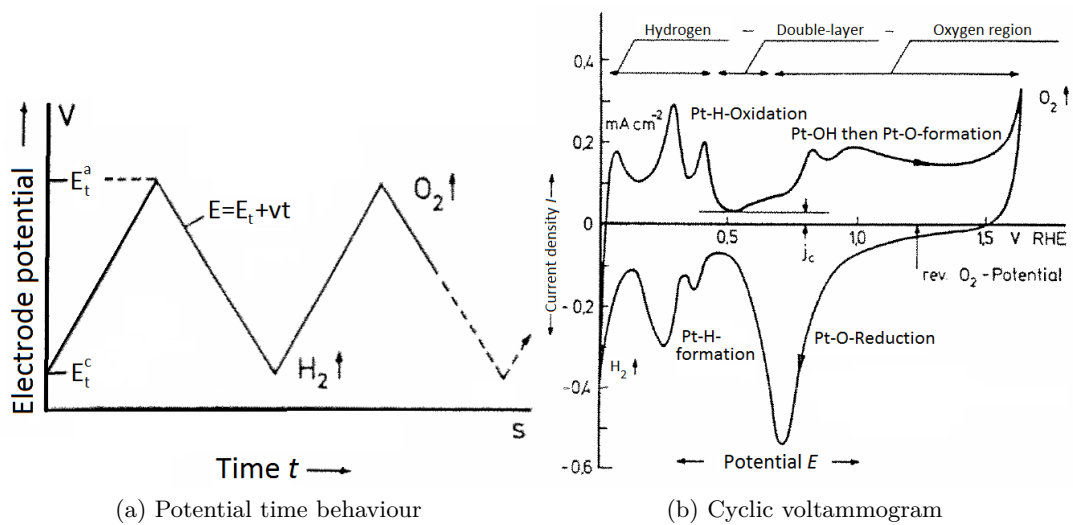 V
Electrode potential
E_t^a
E=E_t+vt
O₂↑
E_t^c
H₂↑
s
Time t
(a) Potential time behaviour
Hydrogen – Double-layer – Oxygen region
0,4
O₂↑
mA cm⁻²
Pt-H-Oxidation
Pt-OH then Pt-O-formation
0,2
Current density I
0
0,5
1,0
1,5
V RHE
j_c
rev. O₂-Potential
-0,2
Pt-H-
formation
Pt-O-Reduction
H₂↑
-0,4
Potential E
-0,6
(b) Cyclic voltammogram